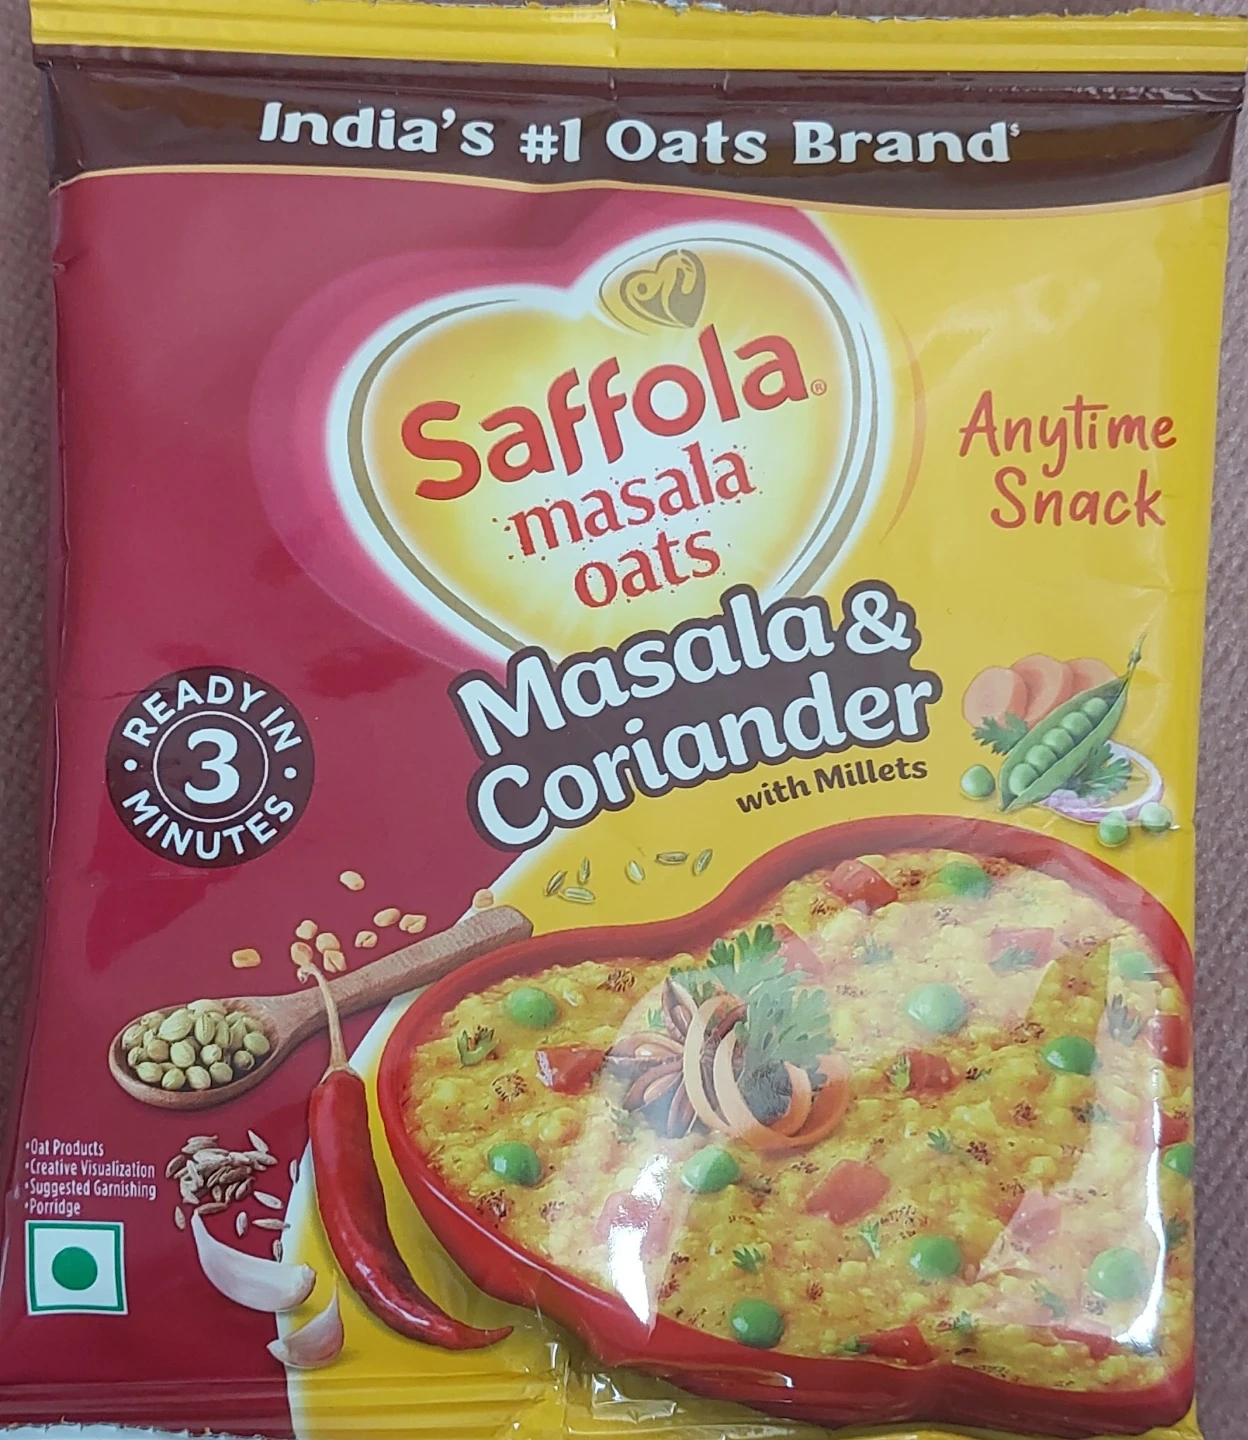 India's #1 Oats Brand$
Saffola®
masala
oats
Anytime
Snack
Masala &
Coriander
with Millets
• READY IN •
3
MINUTES
•Oat Products
•Creative Visualization
•Suggested Garnishing
•Porridge